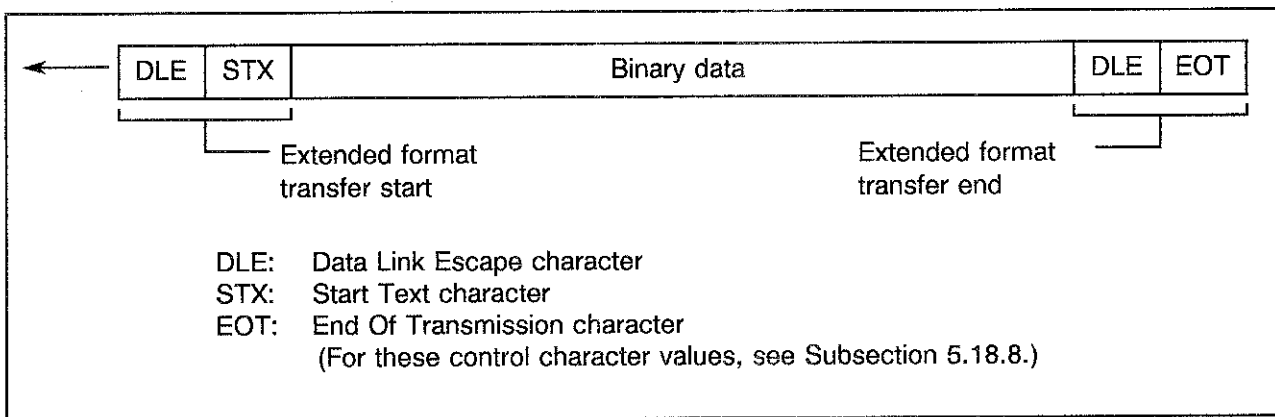 DLE STX Binary data DLE EOT
Extended format Extended format
transfer start transfer end
DLE: Data Link Escape character
STX: Start Text character
EOT: End Of Transmission character
(For these control character values, see Subsection 5.18.8.)